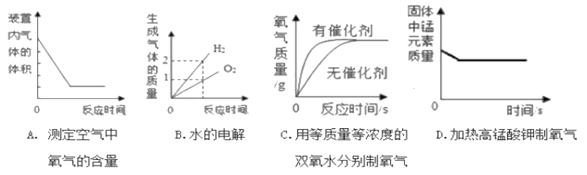 装置
内气
体的
体积
0
反应时间
A. 测定空气中
氧气的含量
生成气体的质量
2
1
0
H₂
O₂
反应时间
B.水的电解
氧气质量/g
有催化剂
无催化剂
0
反应时间/s
C.用等质量等浓度的
双氧水分别制氧气
固体
中锰
元素
质量
0
时间/s
D.加热高锰酸钾制氧气